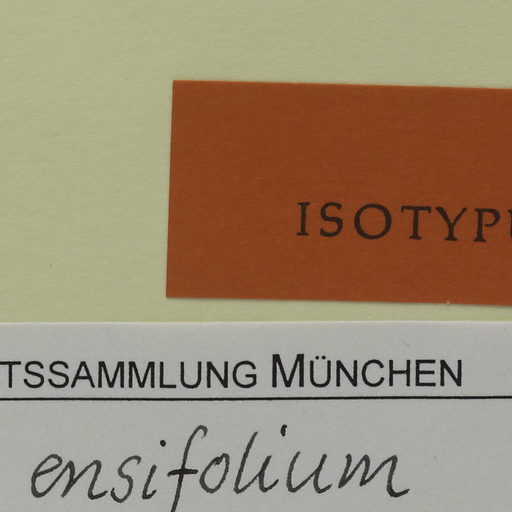 ISOTYPU
TSSAMMLUNG MÜNCHEN
ensifolium